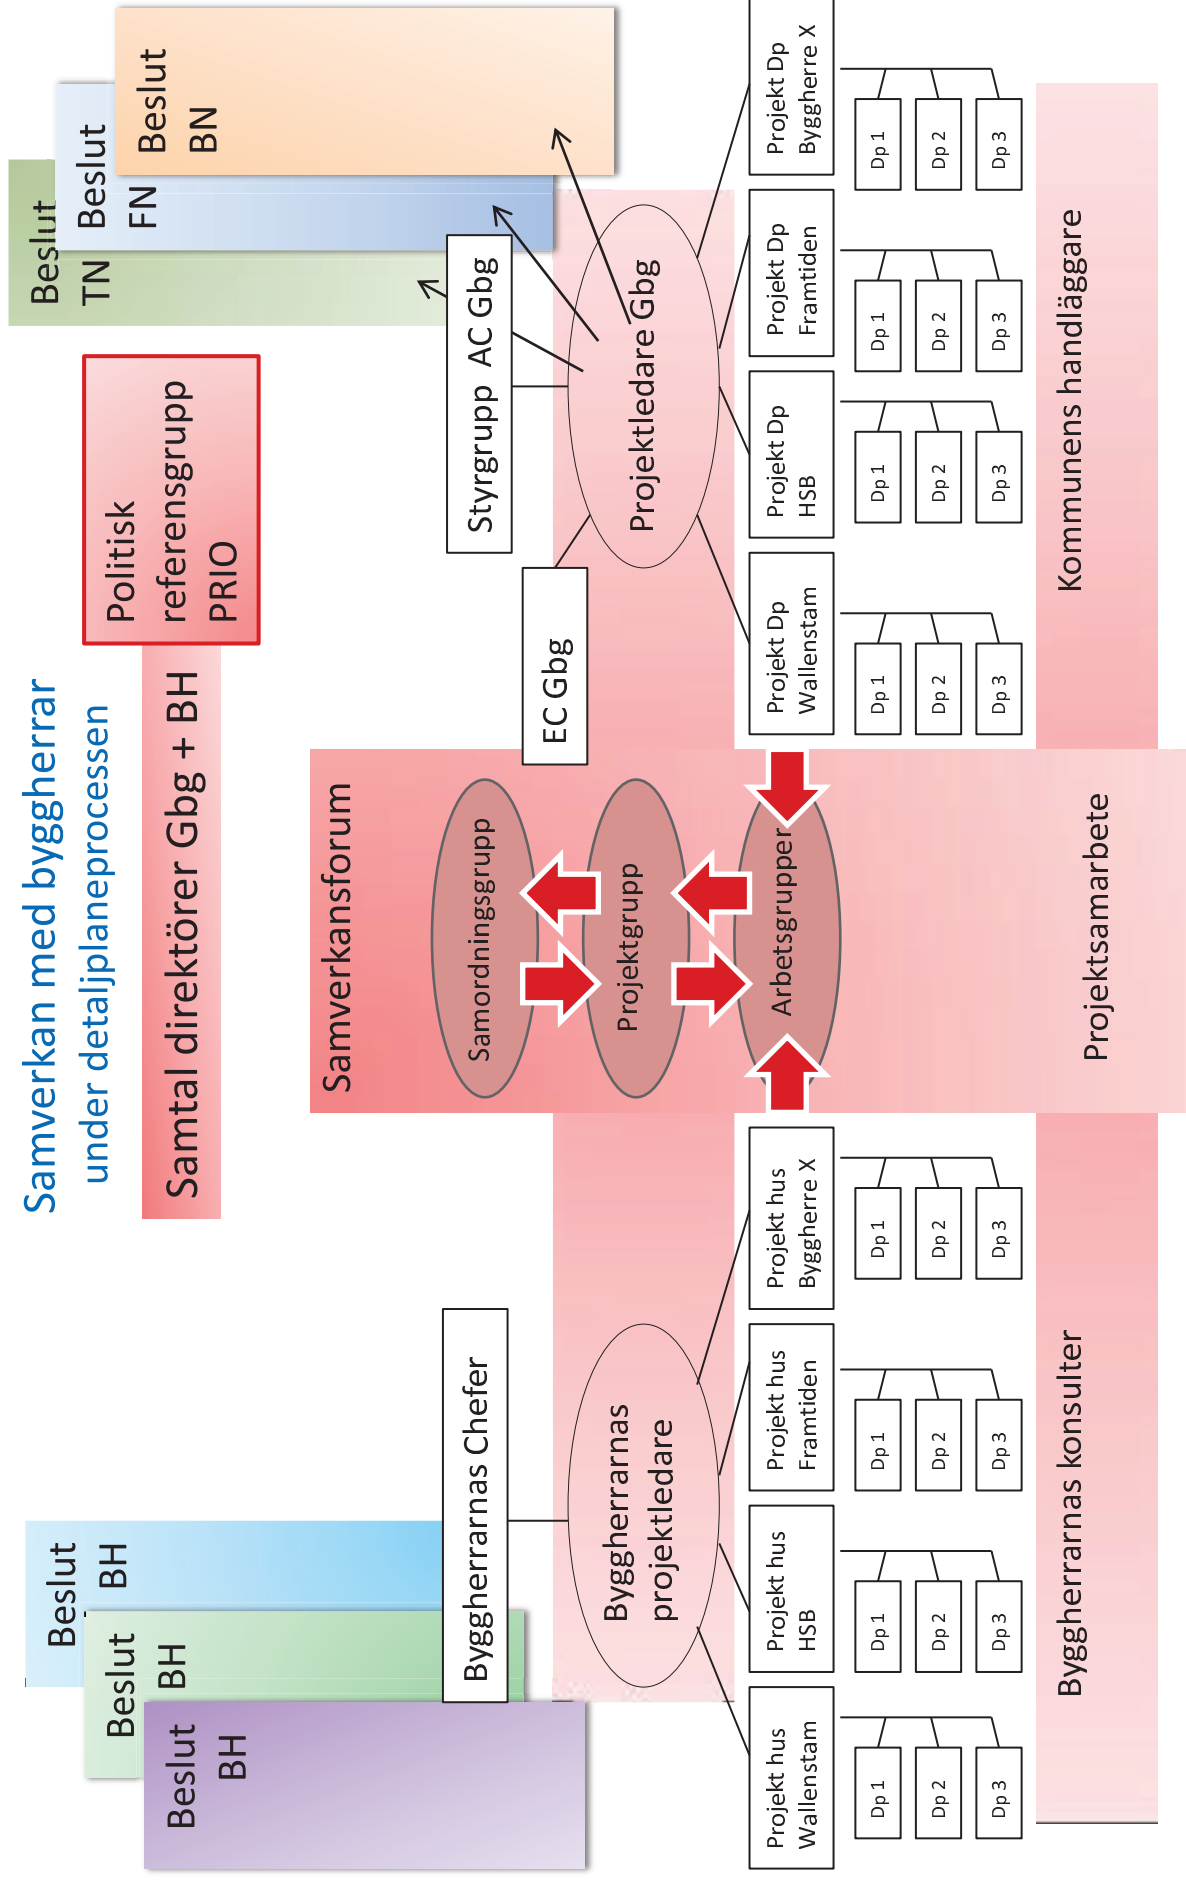 Samverkan med byggherrar
under detaljplaneprocessen
Samtal direktörer Gbg + BH
Politisk
referensgrupp
PRIO
Beslut
BH
Beslut
BH
Beslut
BH
Beslut
TN
Beslut
FN
Beslut
BN
Samverkansforum
Byggherrarnas Chefer
Samordningsgrupp
EC Gbg
Styrgrupp AC Gbg
Byggherrarnas
projektledare
Projektgrupp
Projektledare Gbg
Arbetsgrupper
Projekt hus
Wallenstam
Projekt hus
HSB
Projekt hus
Framtiden
Projekt hus
Byggherre X
Projekt Dp
Wallenstam
Projekt Dp
HSB
Projekt Dp
Framtiden
Projekt Dp
Byggherre X
Dp 1
Dp 2
Dp 3
Dp 1
Dp 2
Dp 3
Dp 1
Dp 2
Dp 3
Dp 1
Dp 2
Dp 3
Dp 1
Dp 2
Dp 3
Dp 1
Dp 2
Dp 3
Dp 1
Dp 2
Dp 3
Dp 1
Dp 2
Dp 3
Byggherrarnas konsulter
Projektsamarbete
Kommunens handläggare